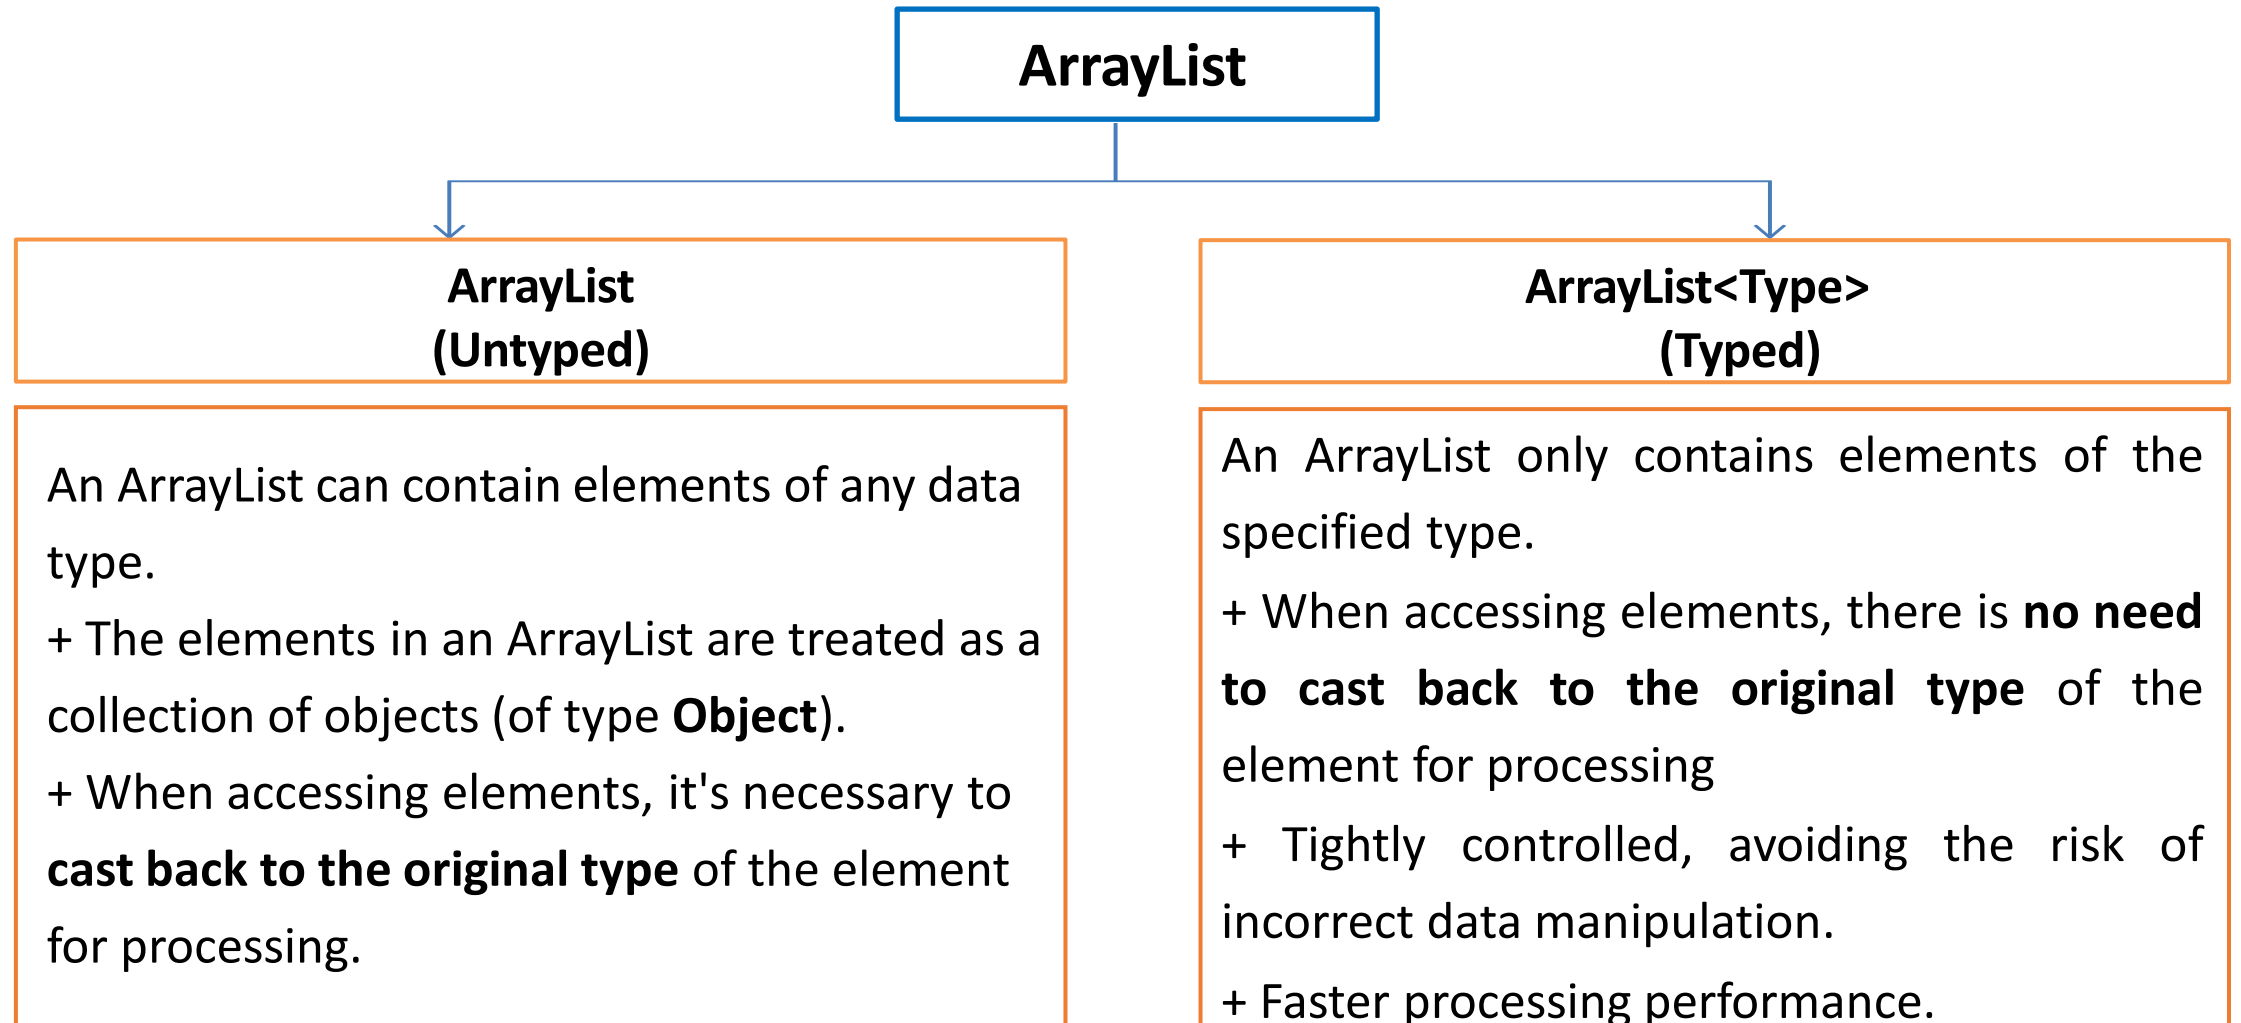 ArrayList
ArrayList
(Untyped)
An ArrayList can contain elements of any data
type.
+ The elements in an ArrayList are treated as a
collection of objects (of type Object).
+ When accessing elements, it's necessary to
cast back to the original type of the element
for processing.
ArrayList<Type>
(Typed)
An ArrayList only contains elements of the
specified type.
+ When accessing elements, there is no need
to cast back to the original type of the
element for processing
+ Tightly controlled, avoiding the risk of
incorrect data manipulation.
+ Faster processing performance.